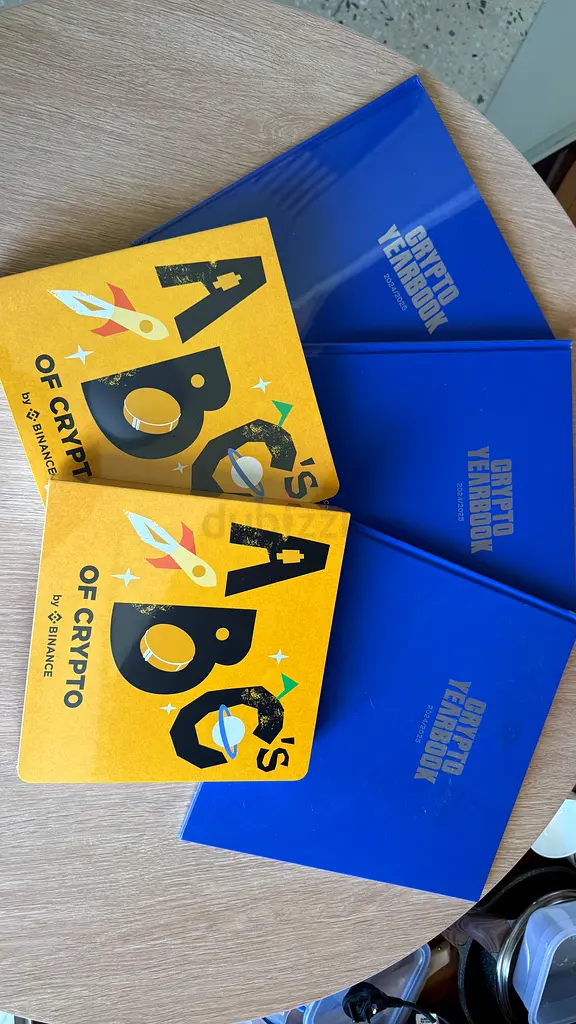 CRYPTO
YEARBOOK
2024/2025
CRYPTO
YEARBOOK
2024/2025
CRYPTO
YEARBOOK
2024/2025
ABC's
OF CRYPTO
by BINANCE
ABC's
OF CRYPTO
by BINANCE
dubizzle